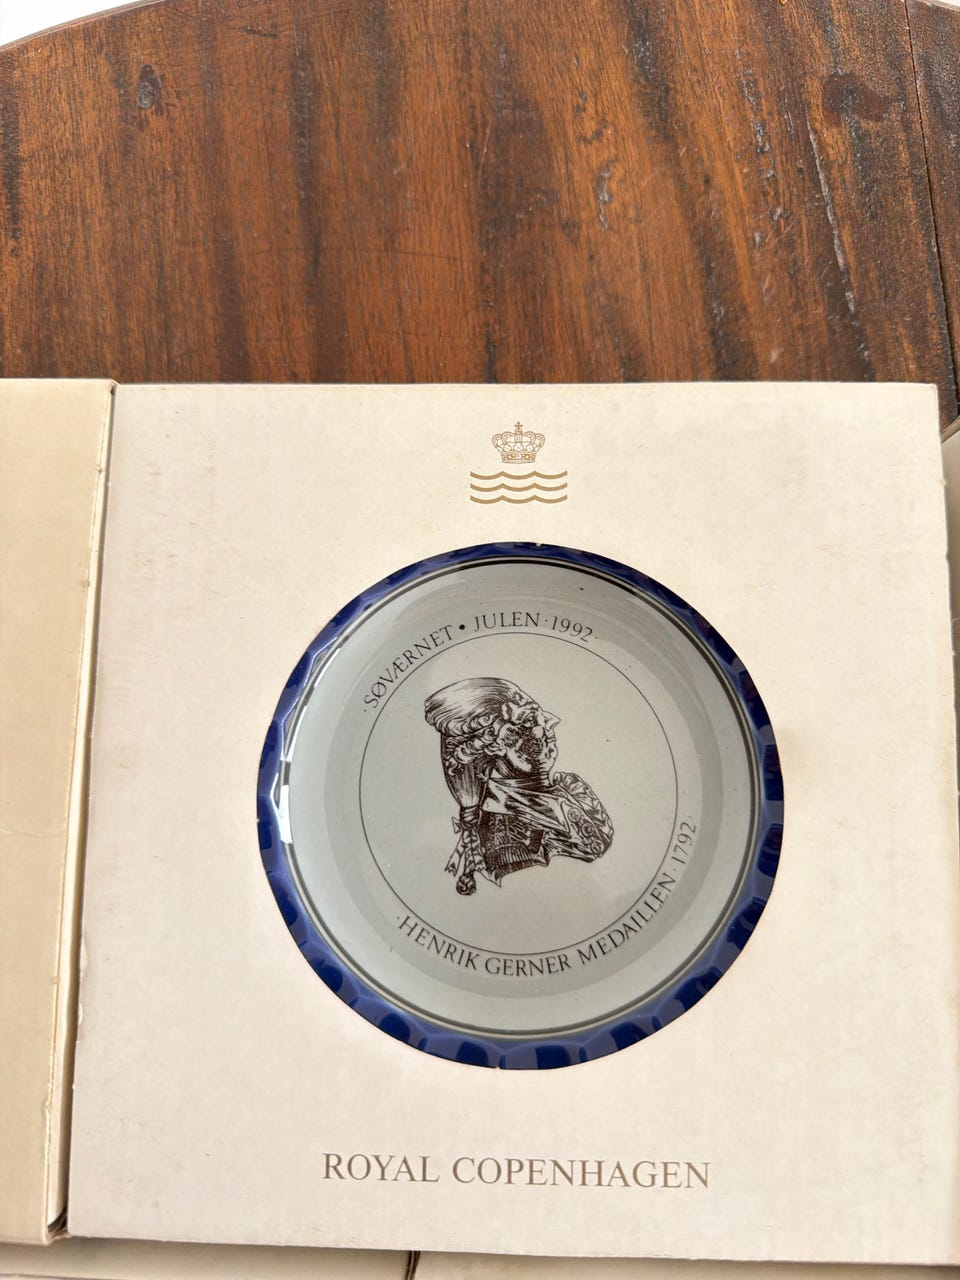 ·SØVÆRNET • JULEN·1992·
·HENRIK GERNER MEDAILLEN·1792·
ROYAL COPENHAGEN